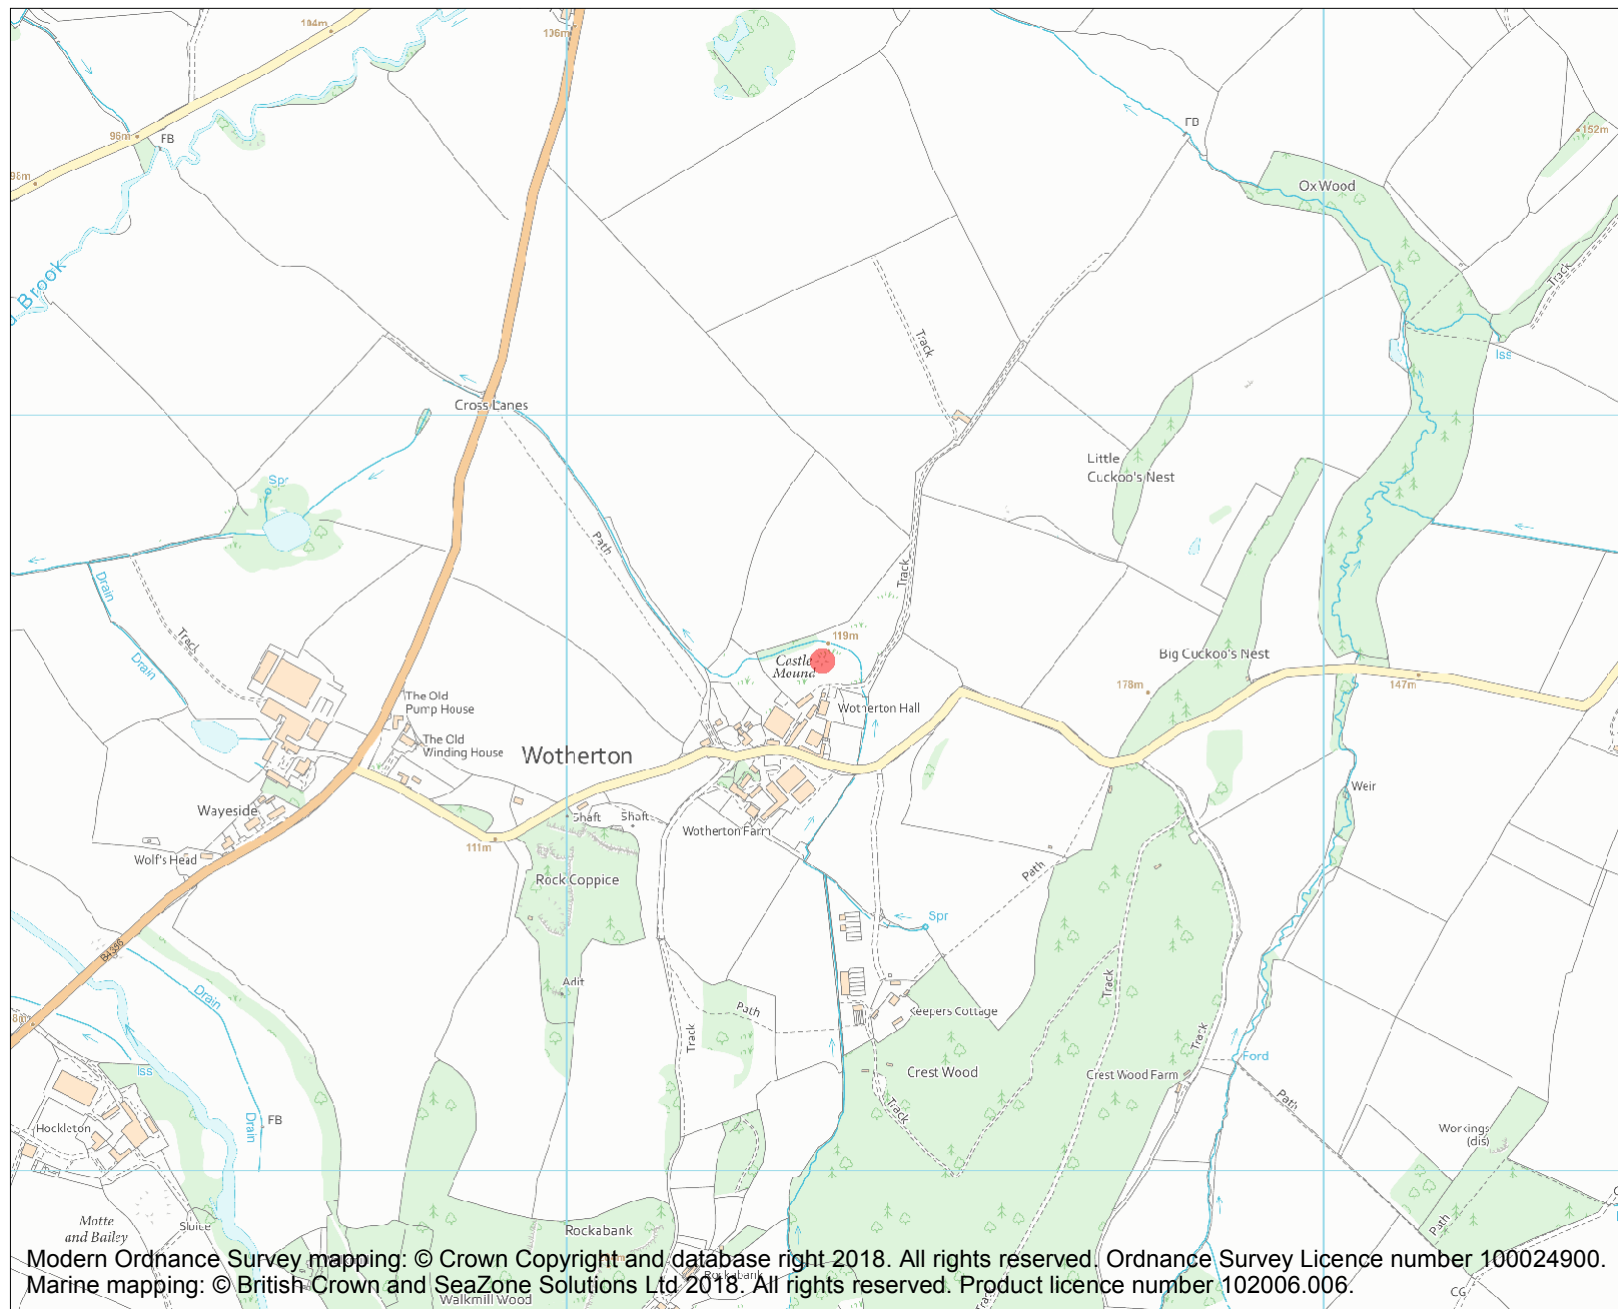 104m
106m
96m
FB
98m
Brook
FB
152m
Ox Wood
Track
Iss
Track
Cross Lanes
Little
Cuckoo's Nest
Spr
Path
Track
Drain
Track
Drain
119m
Castle
Mound
Big Cuckoo's Nest
178m
147m
The Old
Pump House
Wotherton Hall
The Old
Winding House
Wotherton
Weir
Wayeside
Shaft
Shaft
Wotherton Farm
Wolf's Head
111m
Rock Coppice
Path
Spr
B4386
Adit
Drain
Track
Path
Keepers Cottage
Track
Track
Ford
Iss
Crest Wood
Crest Wood Farm
Path
Track
FB
Drain
Hockleton
Workings
(dis)
Motte
and Bailey
Sluice
Rockabank
Path
Modern Ordnance Survey mapping: © Crown Copyright and database right 2018. All rights reserved. Ordnance Survey Licence number 100024900.
Marine mapping: © British Crown and SeaZone Solutions Ltd 2018. All rights reserved. Product licence number 102006.006.
Rockabank
Walkmill Wood
Track
CG